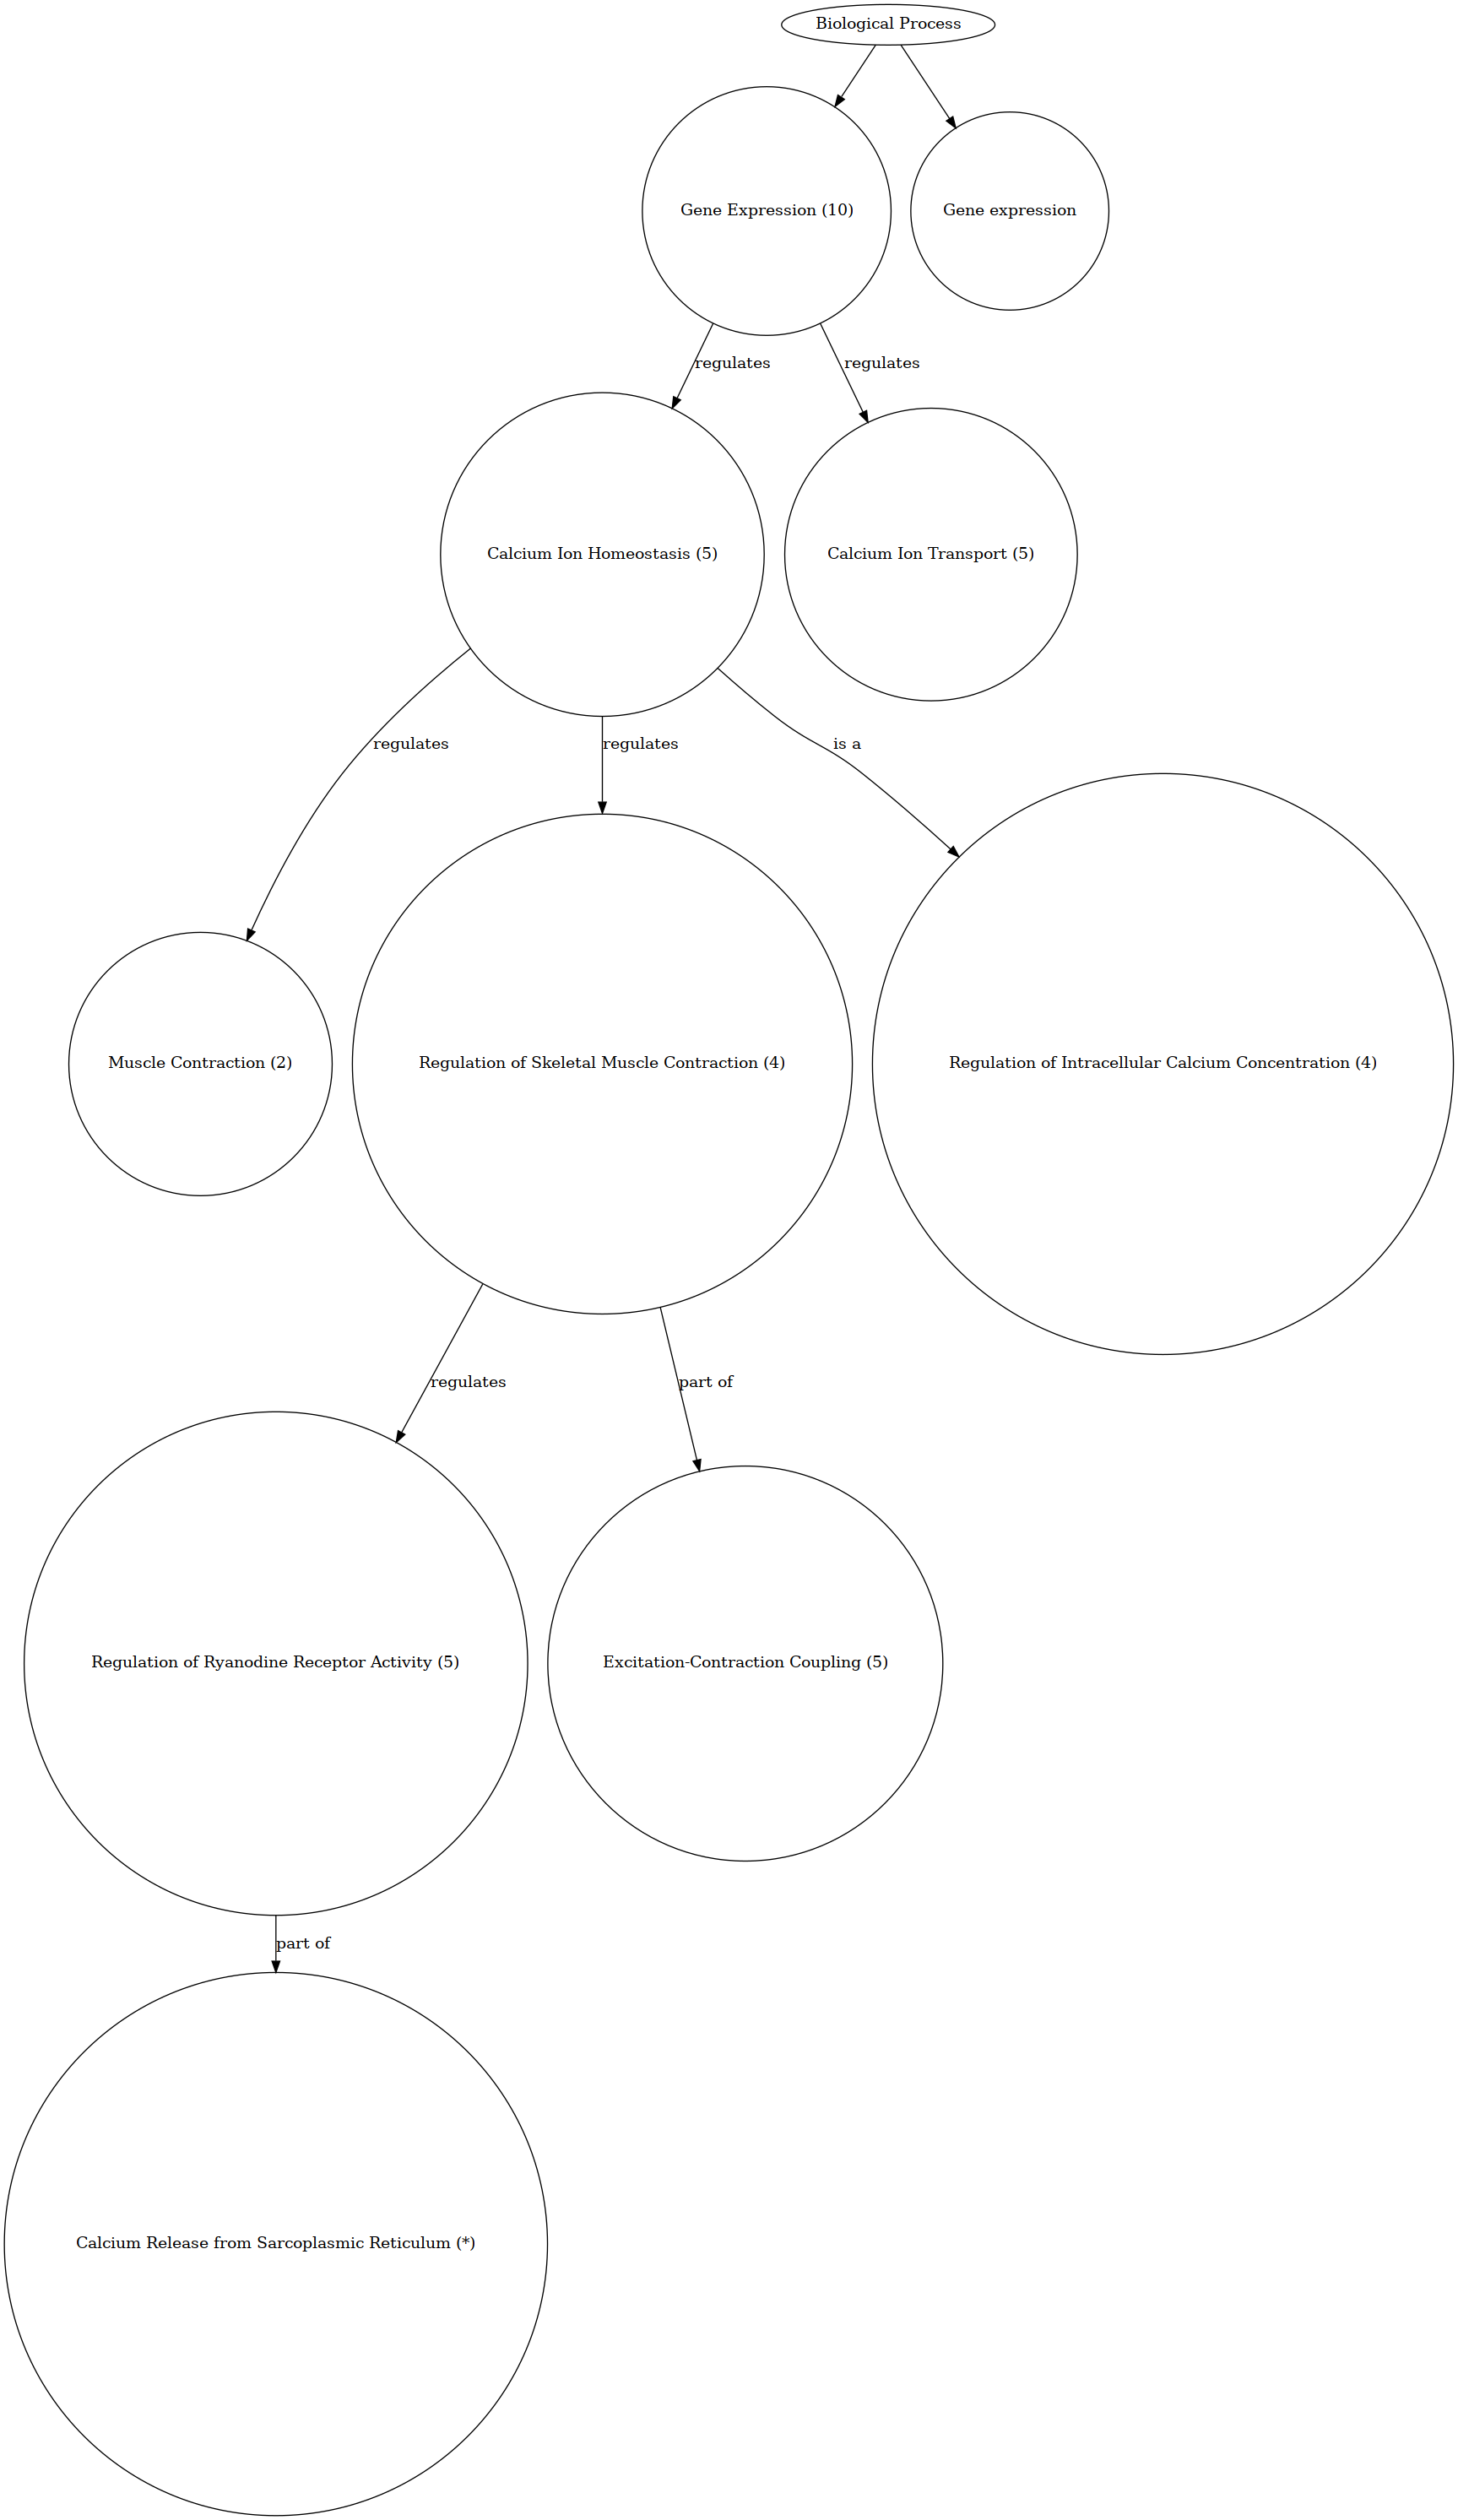 Biological Process
Gene Expression (10)
Gene expression
regulates
regulates
Calcium Ion Homeostasis (5)
Calcium Ion Transport (5)
regulates
regulates
is a
Muscle Contraction (2)
Regulation of Skeletal Muscle Contraction (4)
Regulation of Intracellular Calcium Concentration (4)
regulates
part of
Regulation of Ryanodine Receptor Activity (5)
Excitation-Contraction Coupling (5)
part of
Calcium Release from Sarcoplasmic Reticulum (*)